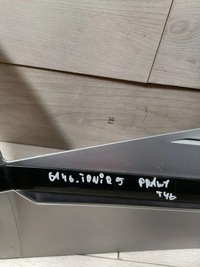 6146. IONIQ 5 PRAWY
TYŁ